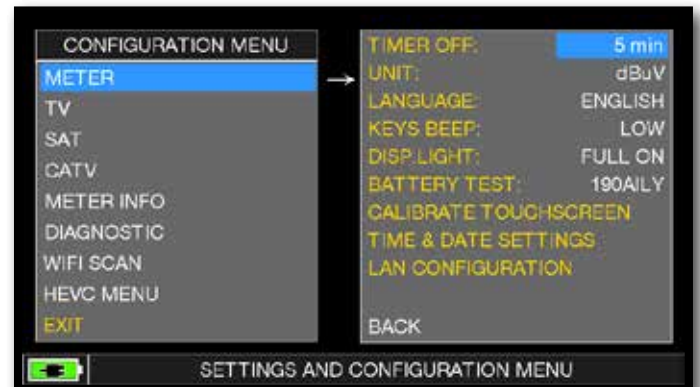 CONFIGURATION MENU
METER
TV
SAT
CATV
METER INFO
DIAGNOSTIC
WIFI SCAN
HEVC MENU
EXIT
TIMER OFF: 5 min
UNIT: dBuV
LANGUAGE: ENGLISH
KEYS BEEP: LOW
DISP.LIGHT: FULL ON
BATTERY TEST: 190AILY
CALIBRATE TOUCHSCREEN
TIME & DATE SETTINGS
LAN CONFIGURATION
BACK
SETTINGS AND CONFIGURATION MENU